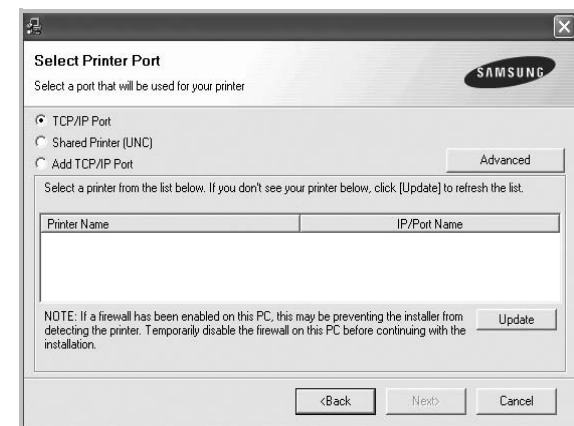 Select Printer Port
Select a port that will be used for your printer
SAMSUNG
TCP/IP Port
Shared Printer (UNC)
Add TCP/IP Port
Advanced
Select a printer from the list below. If you don't see your printer below, click [Update] to refresh the list.
Printer Name IP/Port Name
NOTE: If a firewall has been enabled on this PC, this may be preventing the installer from
detecting the printer. Temporarily disable the firewall on this PC before continuing with the
installation.
Update
<Back Next> Cancel